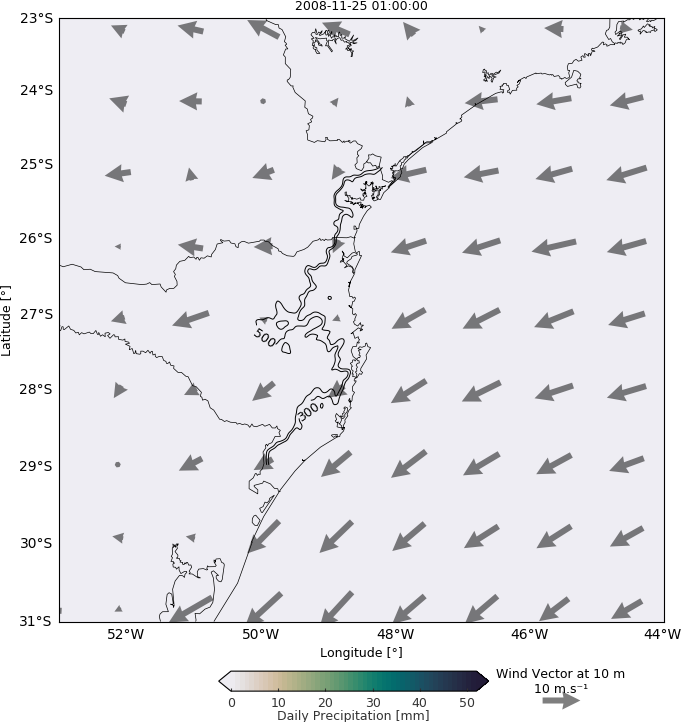 2008-11-25 01:00:00
23°S
24°S
25°S
26°S
27°S
28°S
29°S
30°S
31°S
Latitude [°]
500
300
52°W
50°W
48°W
46°W
44°W
Longitude [°]
0
10
20
30
40
50
Daily Precipitation [mm]
Wind Vector at 10 m
10 m.s⁻¹